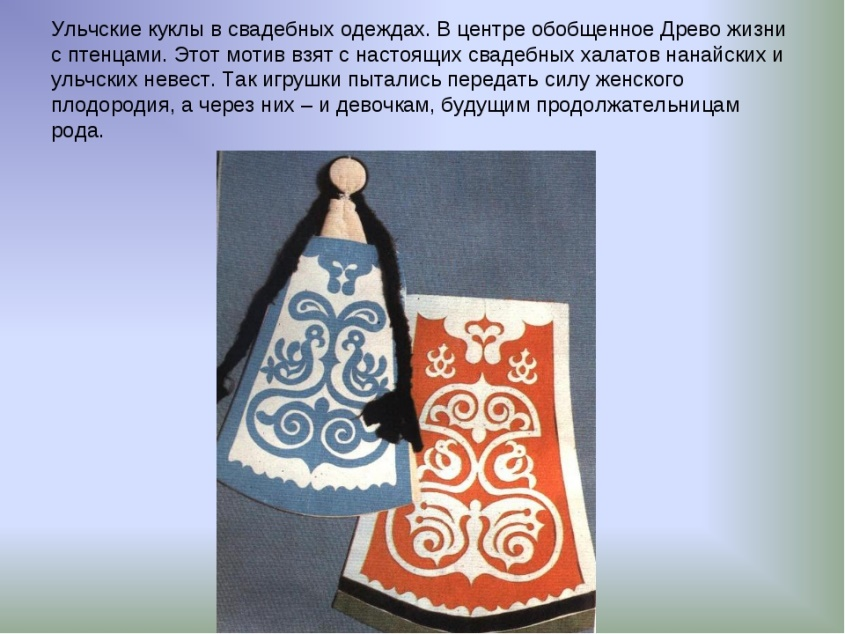 Ульчские куклы в свадебных одеждах. В центре обобщенное Древо жизни
с птенцами. Этот мотив взят с настоящих свадебных халатов нанайских и
ульчских невест. Так игрушки пытались передать силу женского
плодородия, а через них – и девочкам, будущим продолжательницам
рода.